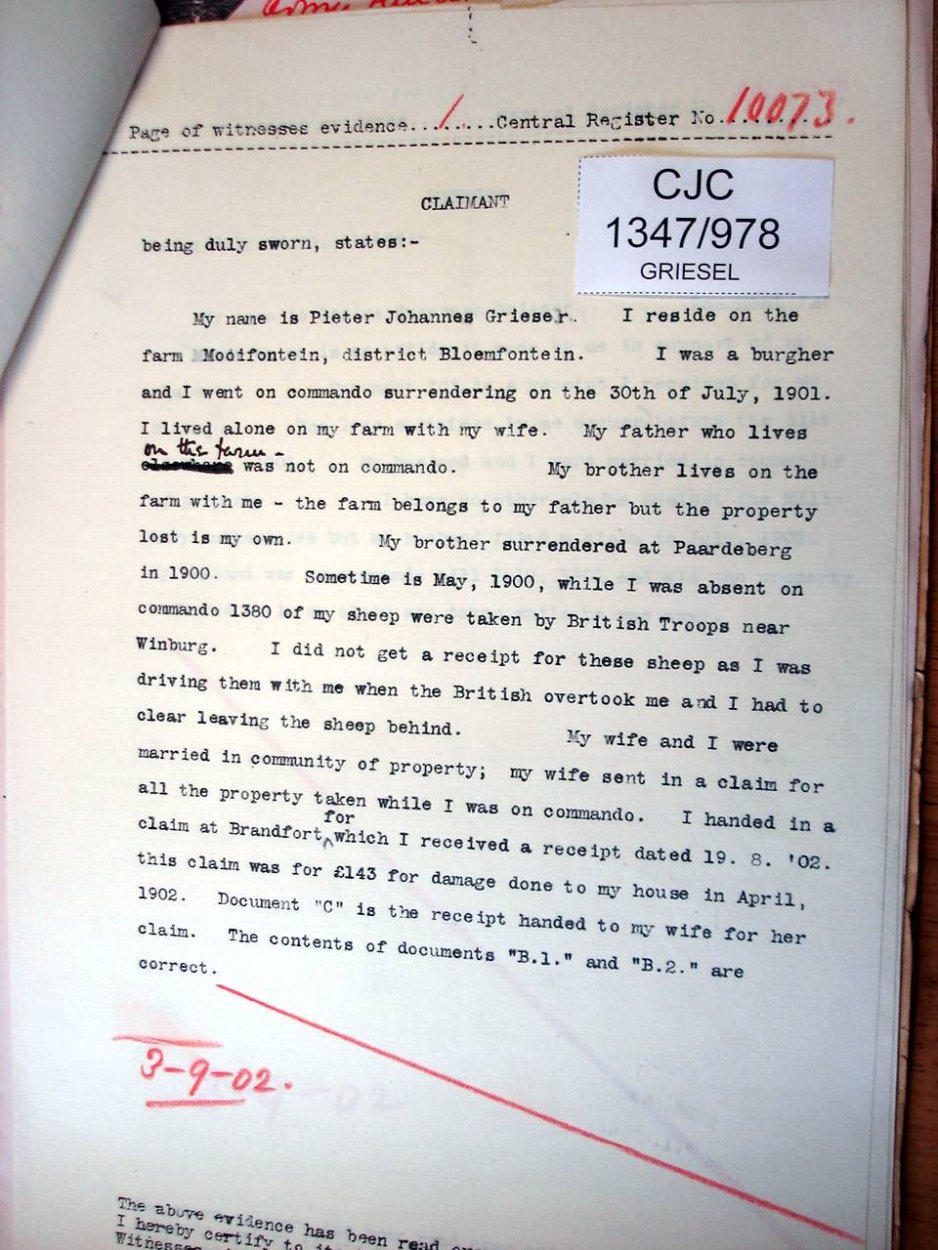 Page of witnesses evidence...1.....Central Register No.10073.
CJC
1347/978
GRIESEL
CLAIMANT
being duly sworn, states:-
My name is Pieter Johannes Griesel. I reside on the
farm Mooifontein, district Bloemfontein. I was a burgher
and I went on commando surrendering on the 30th of July, 1901.
I lived alone on my farm with my wife. My father who lives
on the farm -
elsewhere was not on commando. My brother lives on the
farm with me - the farm belongs to my father but the property
lost is my own. My brother surrendered at Paardeberg
in 1900. Sometime is May, 1900, while I was absent on
commando 1380 of my sheep were taken by British Troops near
Winburg. I did not get a receipt for these sheep as I was
driving them with me when the British overtook me and I had to
clear leaving the sheep behind. My wife and I were
married in community of property; my wife sent in a claim for
all the property taken while I was on commando. I handed in a
for
claim at Brandfort,which I received a receipt dated 19. 8. '02.
this claim was for £143 for damage done to my house in April,
1902. Document "C" is the receipt handed to my wife for her
claim. The contents of documents "B.1." and "B.2." are
correct.
3-9-02.
The above evidence has been read
I hereby certify to
Witnesses